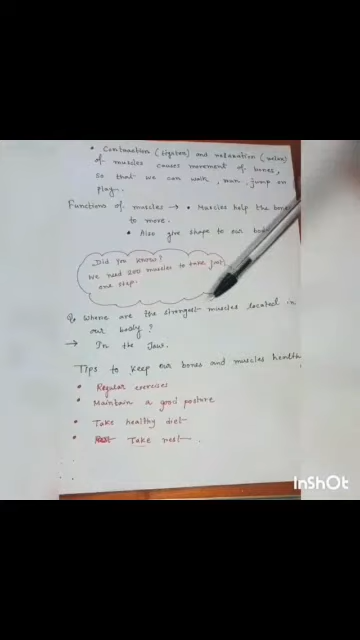 • Contraction (tighten) and relaxation (relax)
of muscles causes movement of bones,
so that we can walk, run, jump or
play.
Functions of muscles → • Muscles help the bones
to move.
• Also give shape to our body
Did You Know?
We need 200 muscles to take just
one step.
Q. Where are the strongest muscles located in
our body?
→ In the Jaws.
Tips to keep our bones and muscles health
• Regular exercises
• Maintain a good posture
• Take healthy diet
• Take rest.
InShOt